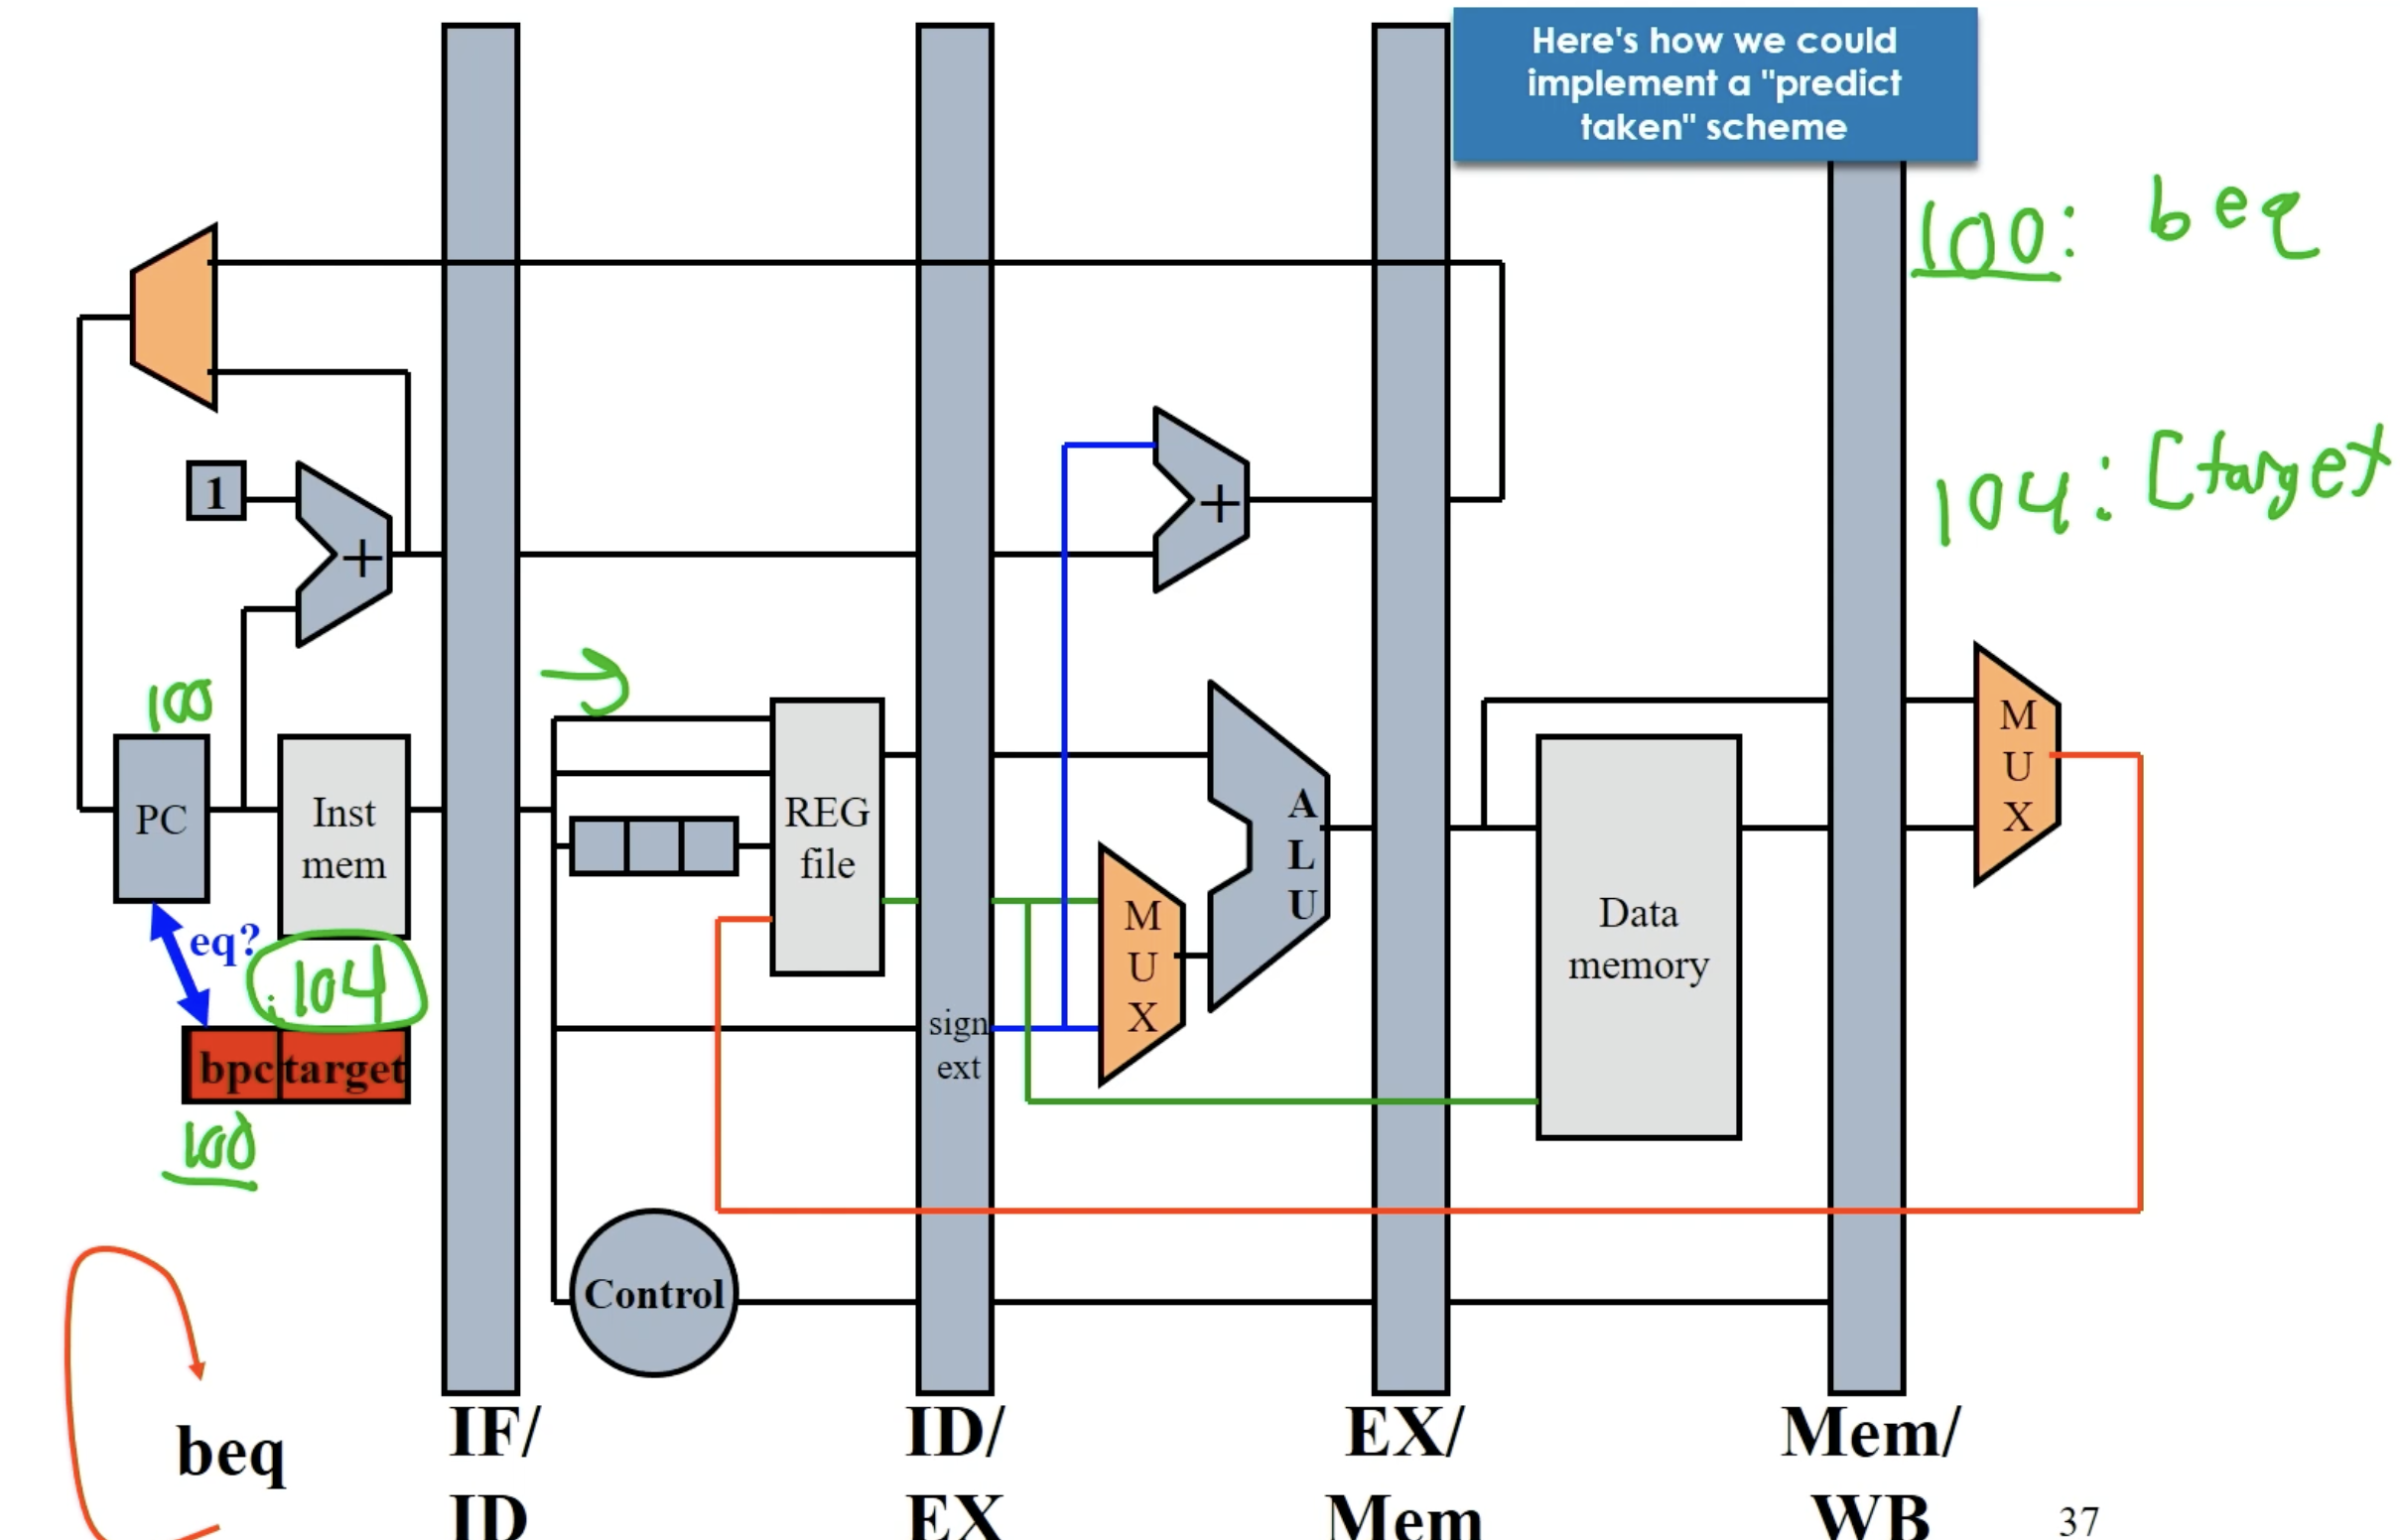 Here's how we could
implement a "predict
taken" scheme
100: beq
104: [target
1
+
+
100
PC
Inst
mem
REG
file
A
L
U
M
U
X
M
U
X
Data
memory
eq?
104
bpc target
100
sign
ext
Control
beq
IF/
ID
ID/
EX
EX/
Mem
Mem/
WB
37